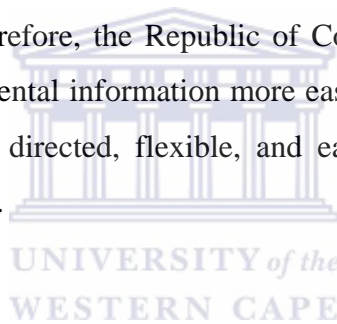 refore, the Republic of Co
ental information more eas
directed, flexible, and ea
.
UNIVERSITY of the
WESTERN CAPE